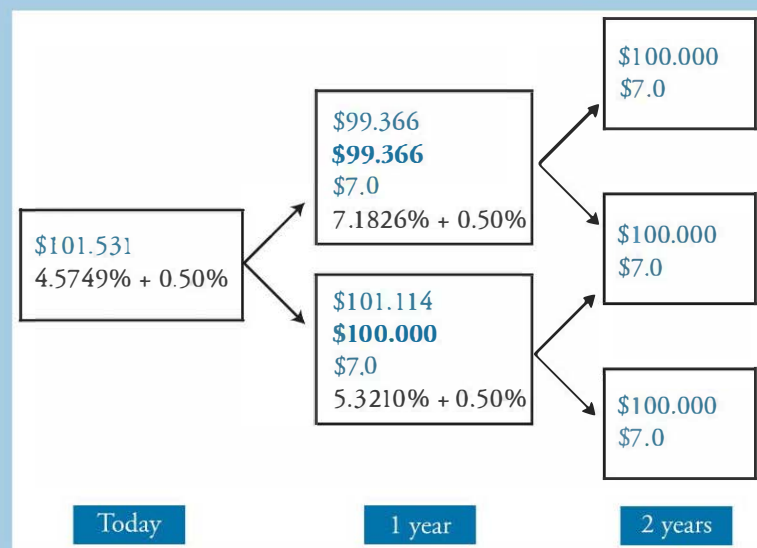 $101.531
4.5749% + 0.50%
$99.366
$99.366
$7.0
7.1826% + 0.50%
$101.114
$100.000
$7.0
5.3210% + 0.50%
$100.000
$7.0
$100.000
$7.0
$100.000
$7.0
Today
1 year
2 years